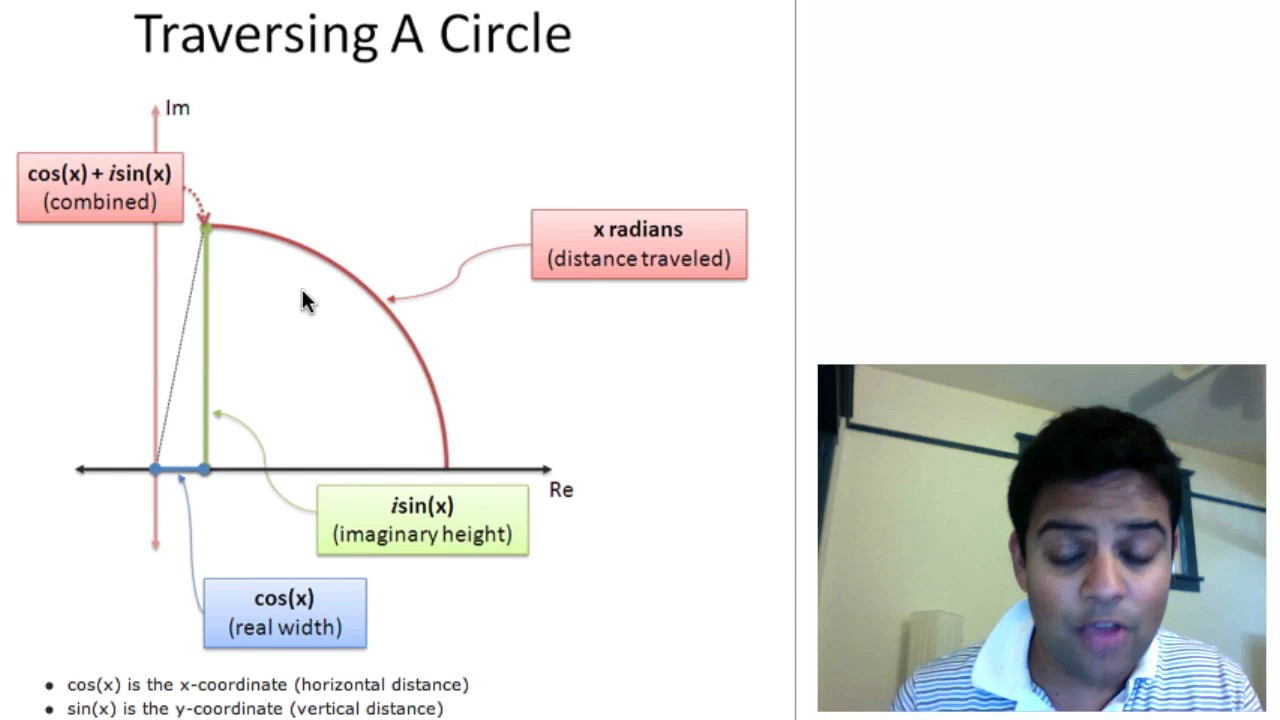 Traversing A Circle
Im
cos(x) + isin(x)
(combined)
x radians
(distance traveled)
Re
isin(x)
(imaginary height)
cos(x)
(real width)
• cos(x) is the x-coordinate (horizontal distance)
• sin(x) is the y-coordinate (vertical distance)